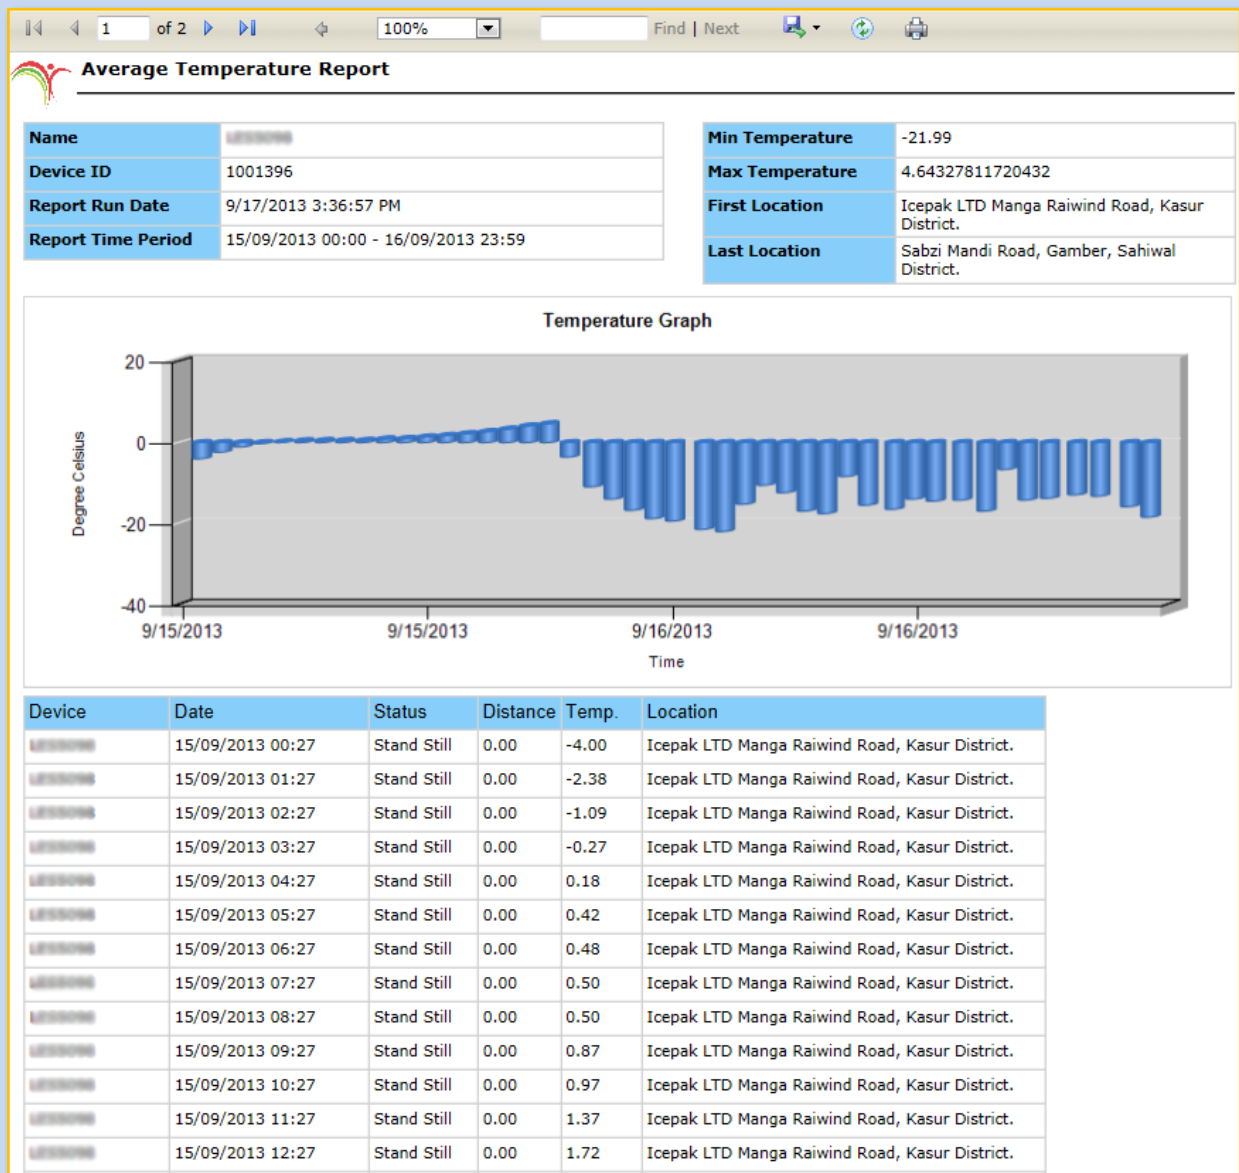 1 of 2 100% Find | Next
Average Temperature Report
Name
Device ID 1001396
Report Run Date 9/17/2013 3:36:57 PM
Report Time Period 15/09/2013 00:00 - 16/09/2013 23:59
Min Temperature -21.99
Max Temperature 4.64327811720432
First Location Icepak LTD Manga Raiwind Road, Kasur
District.
Last Location Sabzi Mandi Road, Gamber, Sahiwal
District.
Temperature Graph
20
0
-20
-40
Degree Celsius
9/15/2013 9/15/2013 9/16/2013 9/16/2013
Time
Device Date Status Distance Temp. Location
15/09/2013 00:27 Stand Still 0.00 -4.00 Icepak LTD Manga Raiwind Road, Kasur District.
15/09/2013 01:27 Stand Still 0.00 -2.38 Icepak LTD Manga Raiwind Road, Kasur District.
15/09/2013 02:27 Stand Still 0.00 -1.09 Icepak LTD Manga Raiwind Road, Kasur District.
15/09/2013 03:27 Stand Still 0.00 -0.27 Icepak LTD Manga Raiwind Road, Kasur District.
15/09/2013 04:27 Stand Still 0.00 0.18 Icepak LTD Manga Raiwind Road, Kasur District.
15/09/2013 05:27 Stand Still 0.00 0.42 Icepak LTD Manga Raiwind Road, Kasur District.
15/09/2013 06:27 Stand Still 0.00 0.48 Icepak LTD Manga Raiwind Road, Kasur District.
15/09/2013 07:27 Stand Still 0.00 0.50 Icepak LTD Manga Raiwind Road, Kasur District.
15/09/2013 08:27 Stand Still 0.00 0.50 Icepak LTD Manga Raiwind Road, Kasur District.
15/09/2013 09:27 Stand Still 0.00 0.87 Icepak LTD Manga Raiwind Road, Kasur District.
15/09/2013 10:27 Stand Still 0.00 0.97 Icepak LTD Manga Raiwind Road, Kasur District.
15/09/2013 11:27 Stand Still 0.00 1.37 Icepak LTD Manga Raiwind Road, Kasur District.
15/09/2013 12:27 Stand Still 0.00 1.72 Icepak LTD Manga Raiwind Road, Kasur District.